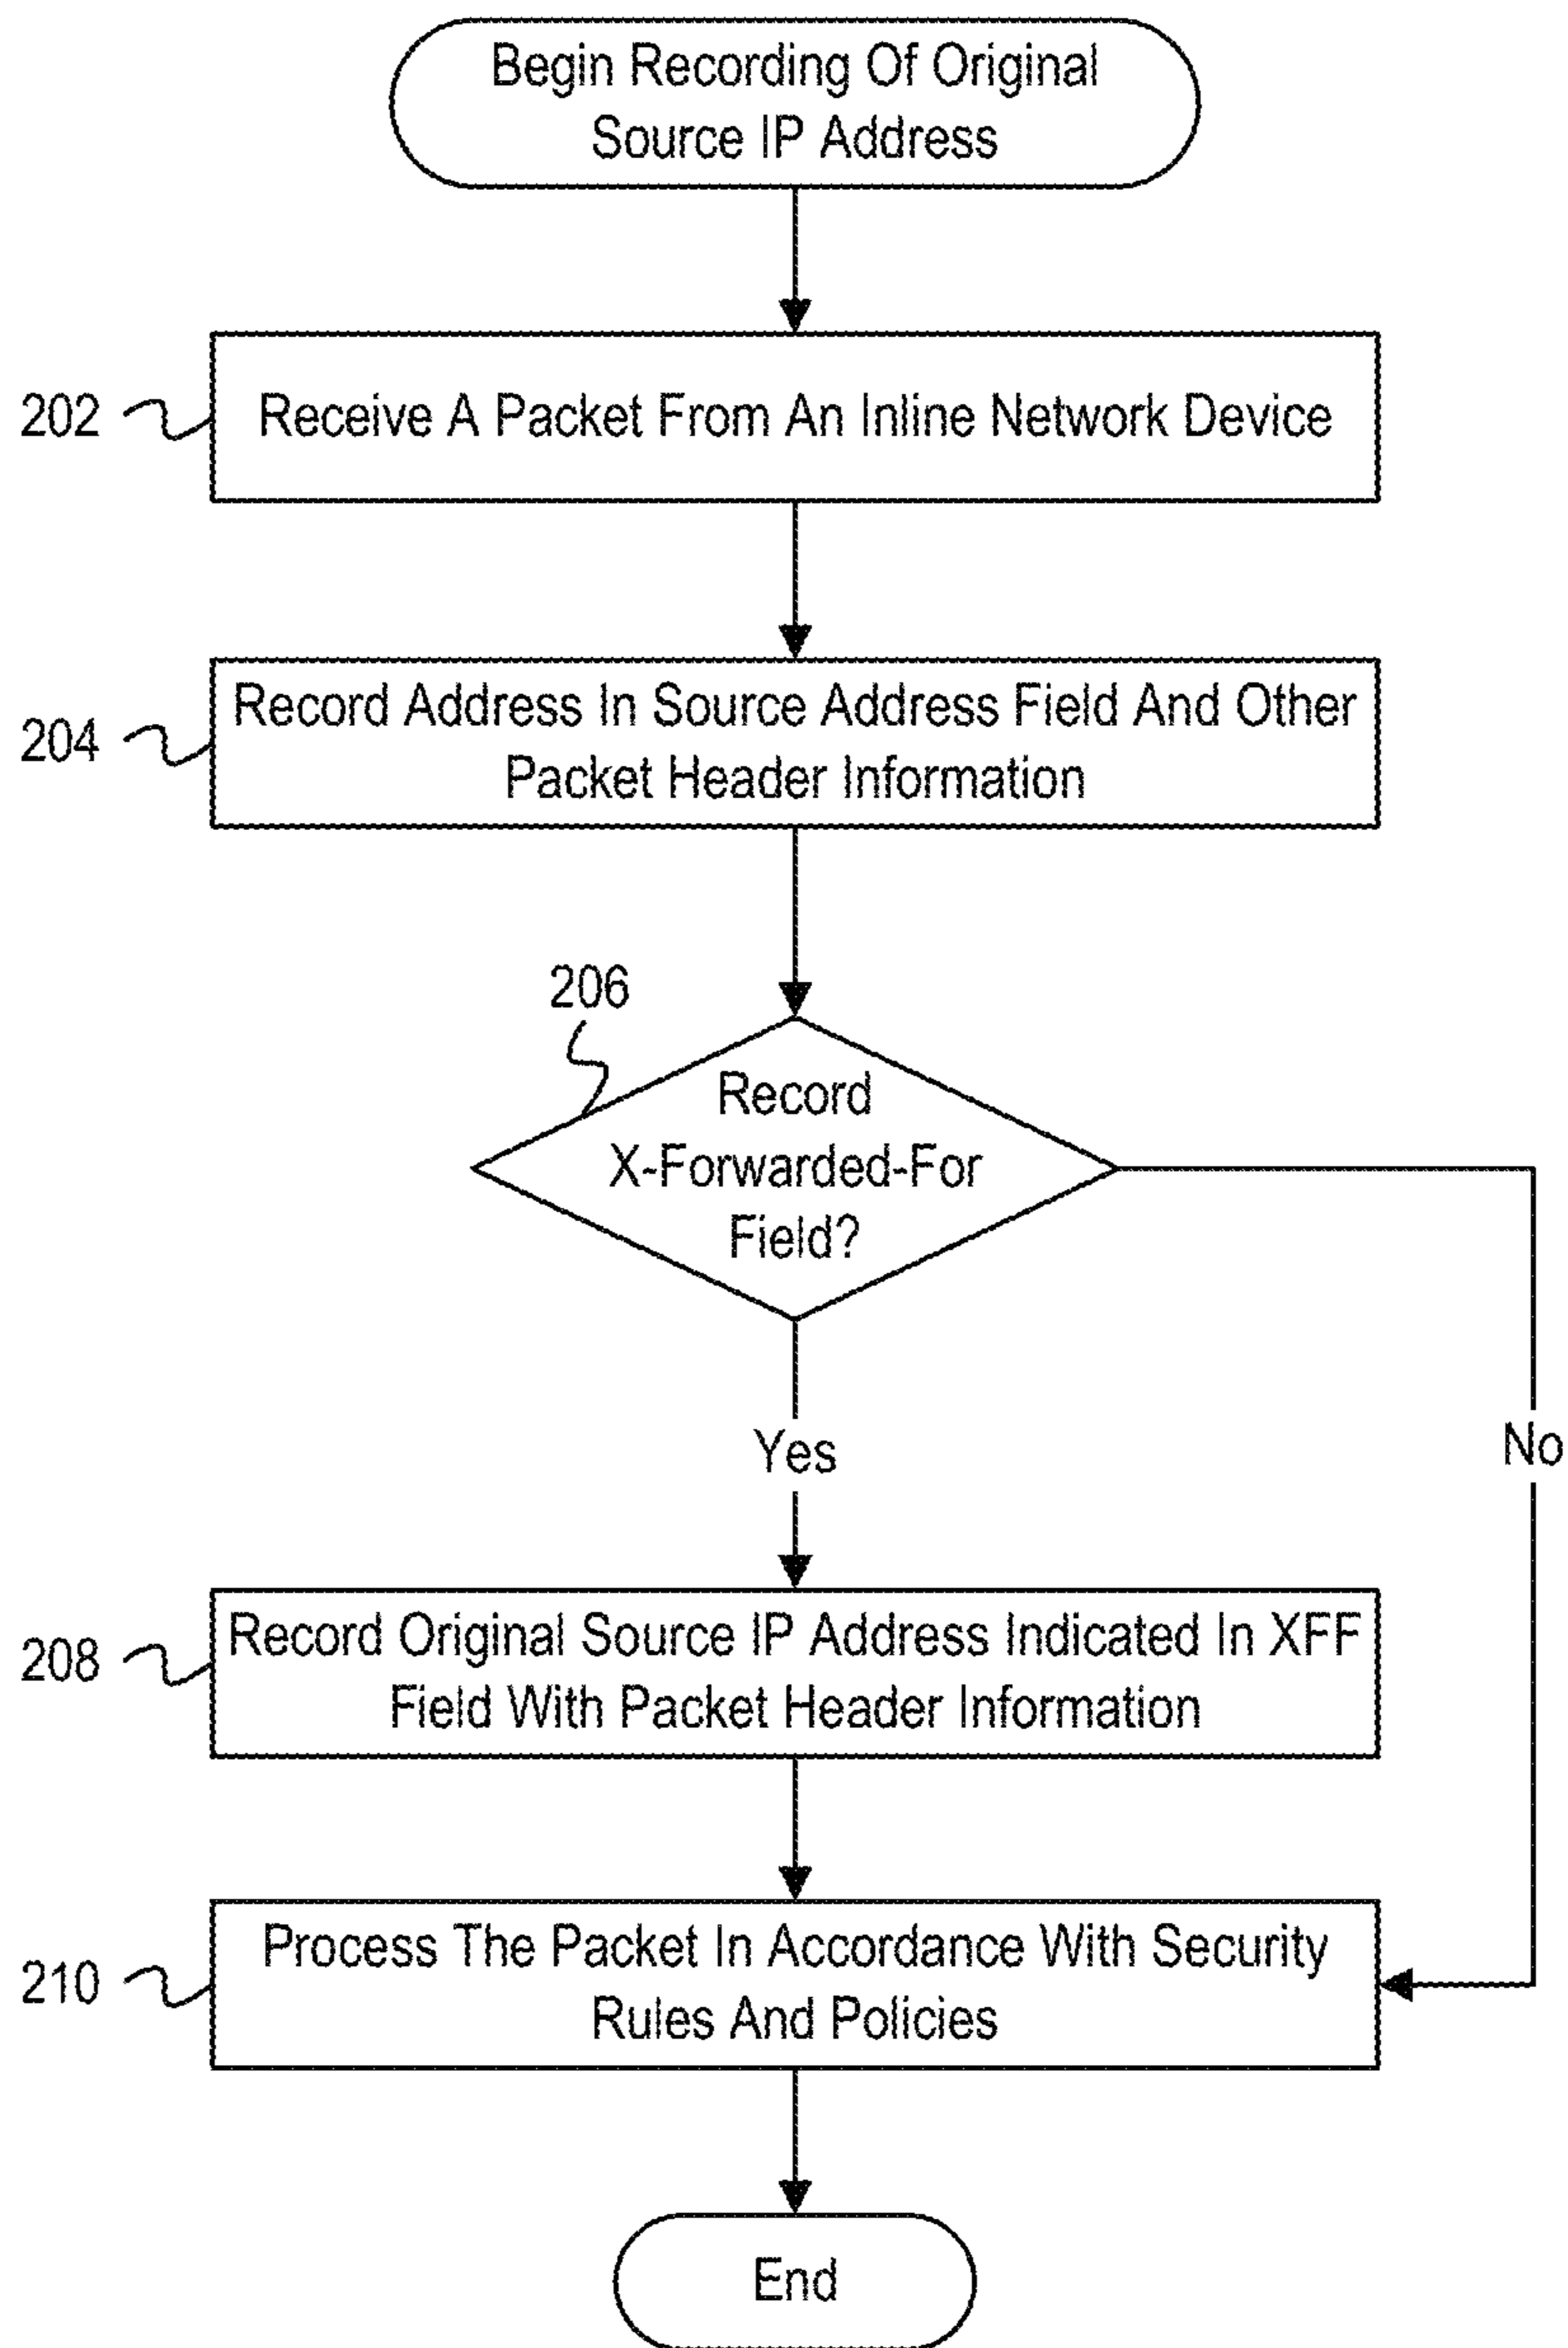 Begin Recording Of Original
Source IP Address
202
Receive A Packet From An Inline Network Device
204
Record Address In Source Address Field And Other
Packet Header Information
206
Record
X-Forwarded-For
Field?
Yes
No
208
Record Original Source IP Address Indicated In XFF
Field With Packet Header Information
210
Process The Packet In Accordance With Security
Rules And Policies
End